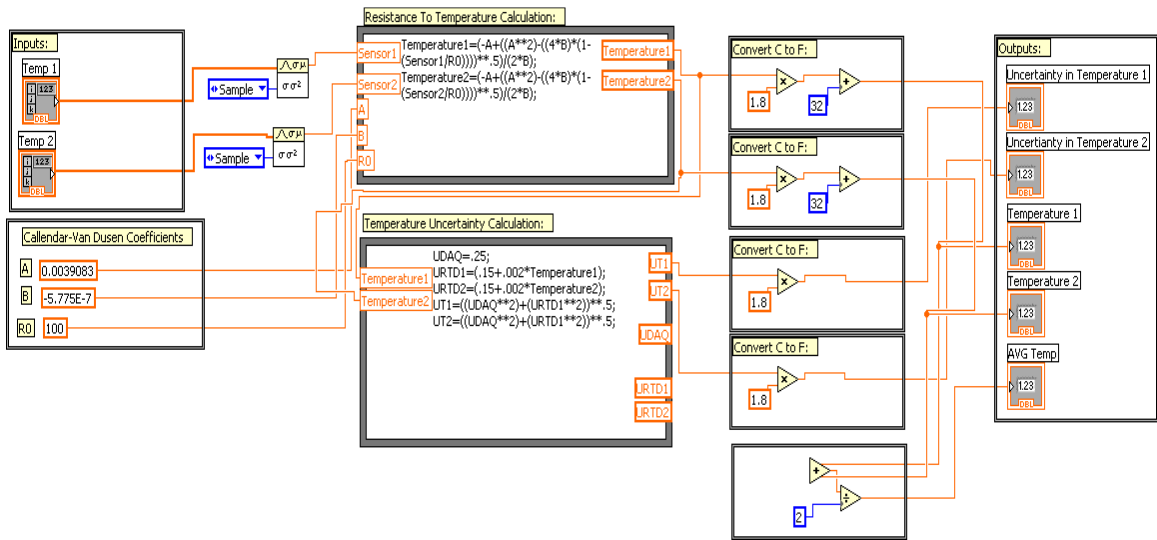 Inputs:
Temp 1
123
DBL
Temp 2
123
DBL
Sample
σμ
σσ²
Sample
σμ
σσ²
Callendar-Van Dusen Coefficients
A 0.0039083
B -5.775E-7
R0 100
Resistance To Temperature Calculation:
Sensor1
Sensor2
A
B
R0
Temperature1=(-A+((A**2)-((4*B)*(1-
(Sensor1/R0))))**.5)/(2*B);
Temperature2=(-A+((A**2)-((4*B)*(1-
(Sensor2/R0))))**.5)/(2*B);
Temperature1
Temperature2
Temperature Uncertainty Calculation:
Temperature1
Temperature2
UDAQ=.25;
URTD1=(.15+.002*Temperature1);
URTD2=(.15+.002*Temperature2);
UT1=((UDAQ**2)+(URTD1**2))**.5;
UT2=((UDAQ**2)+(URTD1**2))**.5;
UT1
UT2
UDAQ
URTD1
URTD2
Convert C to F:
x
+
1.8
32
Convert C to F:
x
+
1.8
32
Convert C to F:
x
1.8
Convert C to F:
x
1.8
+
÷
2
Outputs:
Uncertainty in Temperature 1
1.23
DBL
Uncertianty in Temperature 2
1.23
DBL
Temperature 1
1.23
DBL
Temperature 2
1.23
DBL
AVG Temp
1.23
DBL